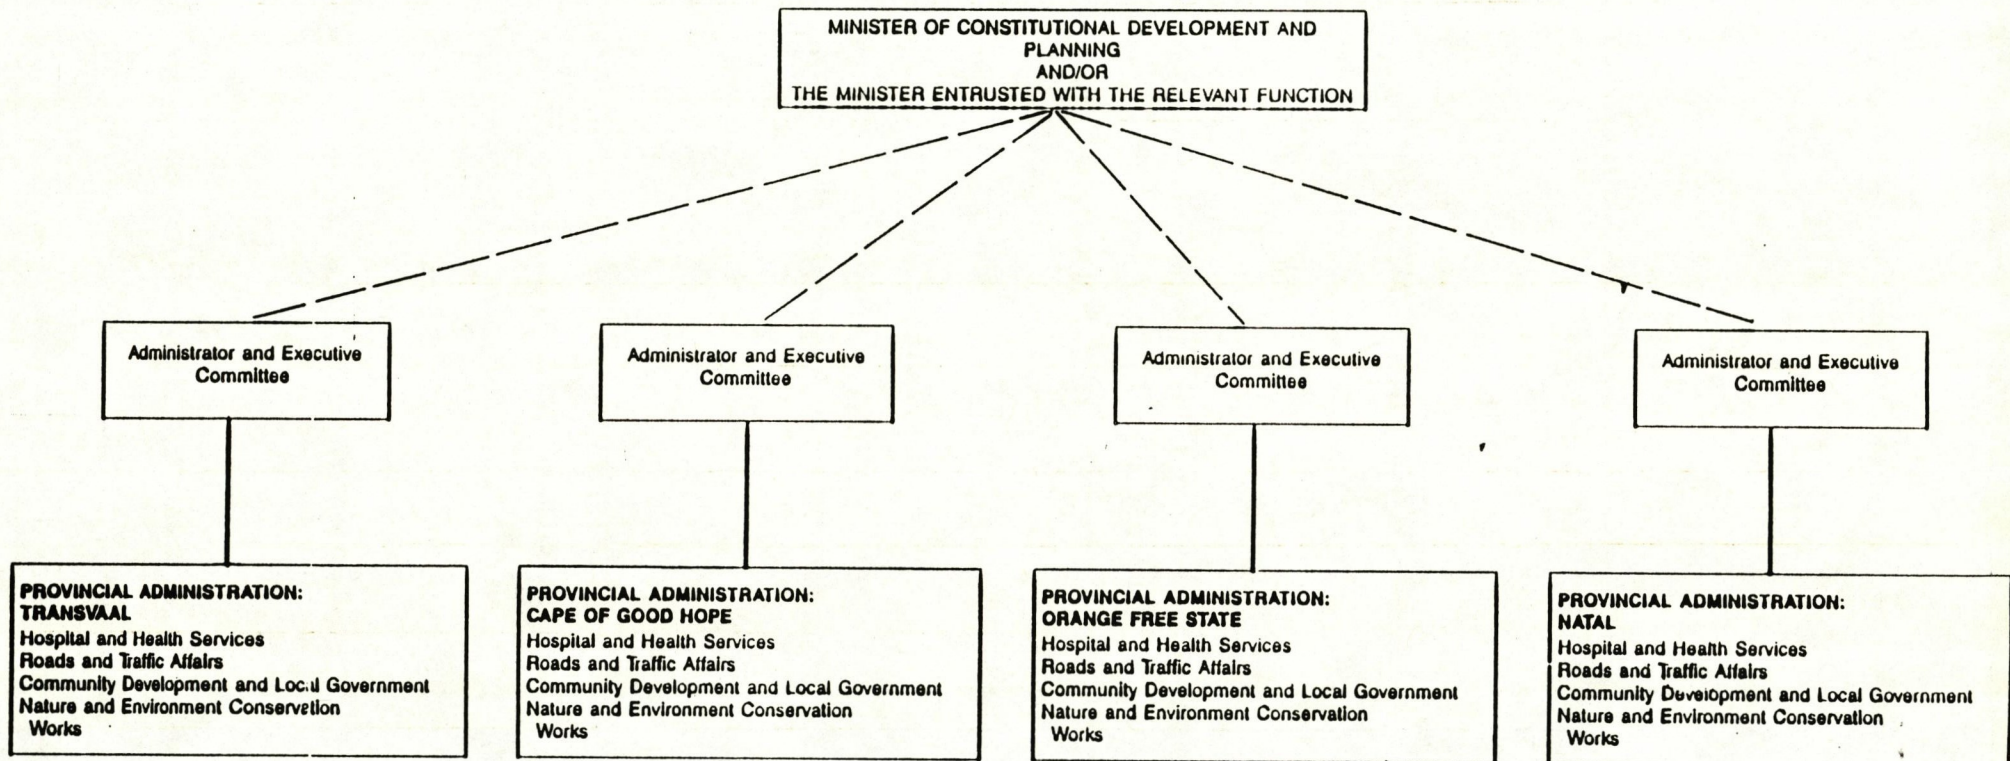 MINISTER OF CONSTITUTIONAL DEVELOPMENT AND
PLANNING
AND/OR
THE MINISTER ENTRUSTED WITH THE RELEVANT FUNCTION
Administrator and Executive
Committee
Administrator and Executive
Committee
Administrator and Executive
Committee
Administrator and Executive
Committee
PROVINCIAL ADMINISTRATION:
TRANSVAAL
Hospital and Health Services
Roads and Traffic Affairs
Community Development and Local Government
Nature and Environment Conservation
Works
PROVINCIAL ADMINISTRATION:
CAPE OF GOOD HOPE
Hospital and Health Services
Roads and Traffic Affairs
Community Development and Local Government
Nature and Environment Conservation
Works
PROVINCIAL ADMINISTRATION:
ORANGE FREE STATE
Hospital and Health Services
Roads and Traffic Affairs
Community Development and Local Government
Nature and Environment Conservation
Works
PROVINCIAL ADMINISTRATION:
NATAL
Hospital and Health Services
Roads and Traffic Affairs
Community Development and Local Government
Nature and Environment Conservation
Works